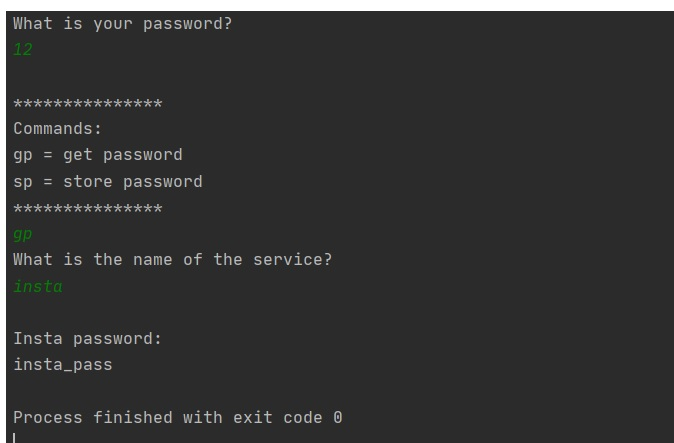 What is your password?
12
***************
Commands:
gp = get password
sp = store password
***************
gp
What is the name of the service?
insta
Insta password:
insta_pass
Process finished with exit code 0